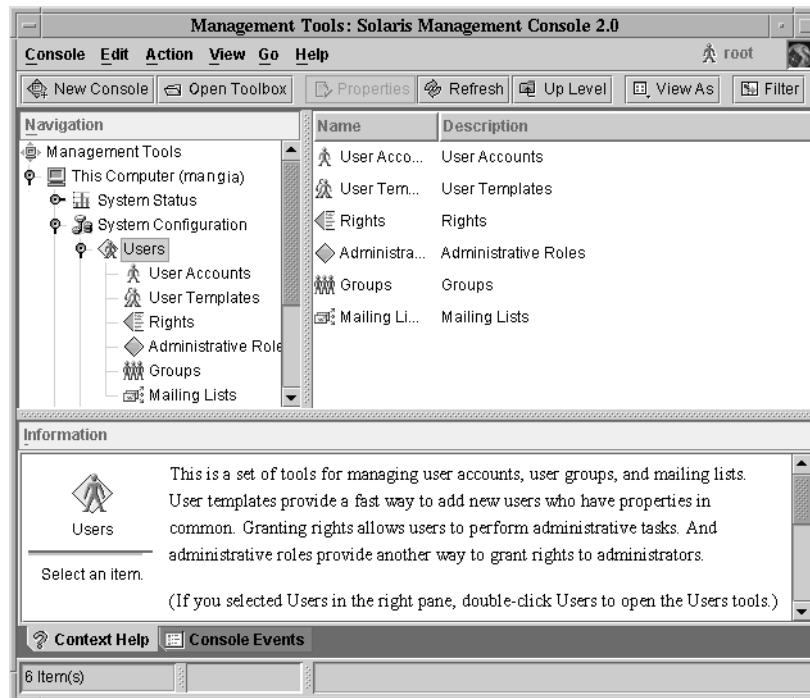 Management Tools: Solaris Management Console 2.0
Console Edit Action View Go Help
root
New Console Open Toolbox Properties Refresh Up Level View As Filter
Navigation
Management Tools
This Computer (mangia)
System Status
System Configuration
Users
User Accounts
User Templates
Rights
Administrative Role
Groups
Mailing Lists
Name Description
User Acco... User Accounts
User Tem... User Templates
Rights Rights
Administra... Administrative Roles
Groups Groups
Mailing Li... Mailing Lists
Information
Users
Select an item.
This is a set of tools for managing user accounts, user groups, and mailing lists.
User templates provide a fast way to add new users who have properties in
common. Granting rights allows users to perform administrative tasks. And
administrative roles provide another way to grant rights to administrators.
(If you selected Users in the right pane, double-click Users to open the Users tools.)
Context Help Console Events
6 Item(s)